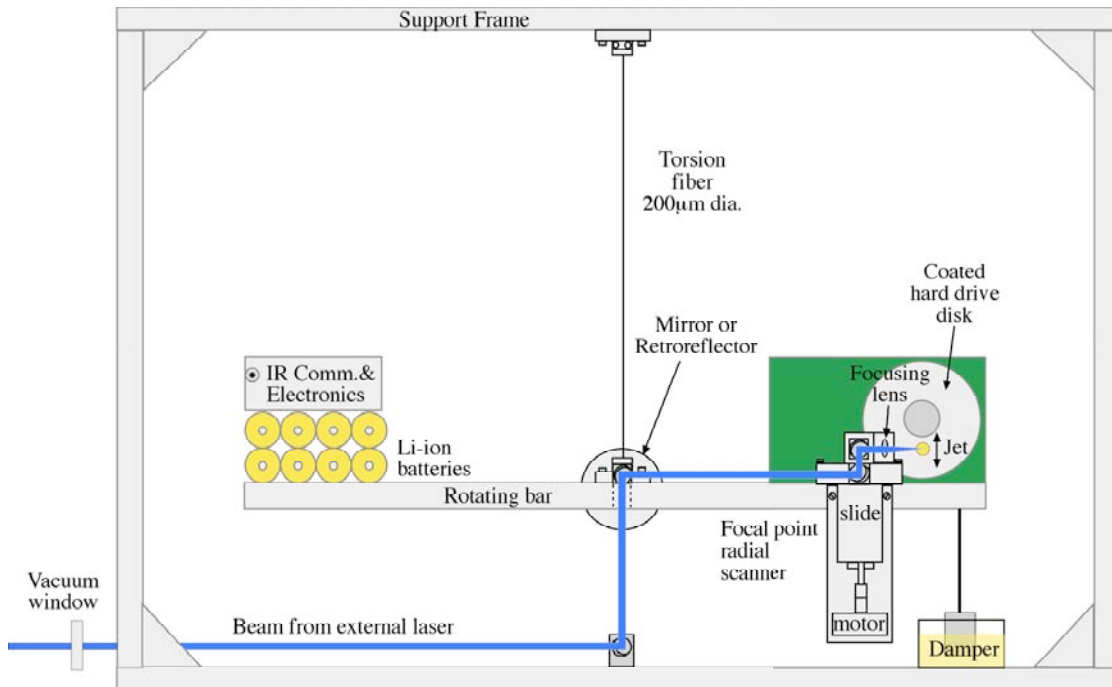 Support Frame
Torsion
fiber
200µm dia.
Coated
hard drive
disk
Mirror or
Retroreflector
IR Comm.&
Electronics
Focusing
lens
Jet
Li-ion
batteries
Rotating bar
slide
Focal point
radial
scanner
Vacuum
window
Beam from external laser
motor
Damper